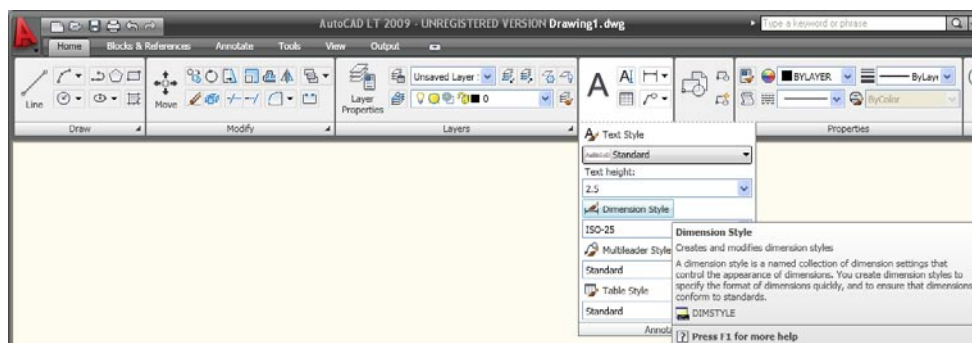 AutoCAD LT 2009 - UNREGISTERED VERSION Drawing1.dwg
Type a keyword or phrase
Home Blocks & References Annotate Tools View Output
Line
Move
Layer Properties
Unsaved Layer
0
BYLAYER
ByLay
ByColor
Draw Modify Layers Properties
Text Style
Standard
Text height:
2.5
Dimension Style
ISO-25
Multileader Style
Standard
Table Style
Standard
Annota
Dimension Style
Creates and modifies dimension styles
A dimension style is a named collection of dimension settings that
control the appearance of dimensions. You create dimension styles to
specify the format of dimensions quickly, and to ensure that dimensions
conform to standards.
DIMSTYLE
Press F1 for more help